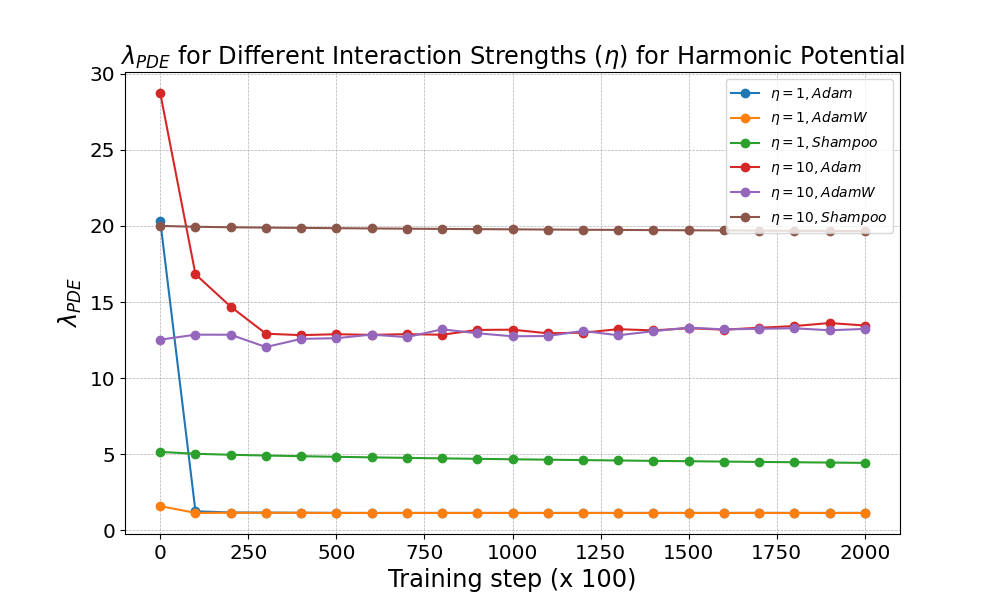 λ_PDE for Different Interaction Strengths (η) for Harmonic Potential
30
25
20
15
10
5
0
λ_PDE
0 250 500 750 1000 1250 1500 1750 2000
Training step (x 100)
η = 1, Adam
η = 1, AdamW
η = 1, Shampoo
η = 10, Adam
η = 10, AdamW
η = 10, Shampoo